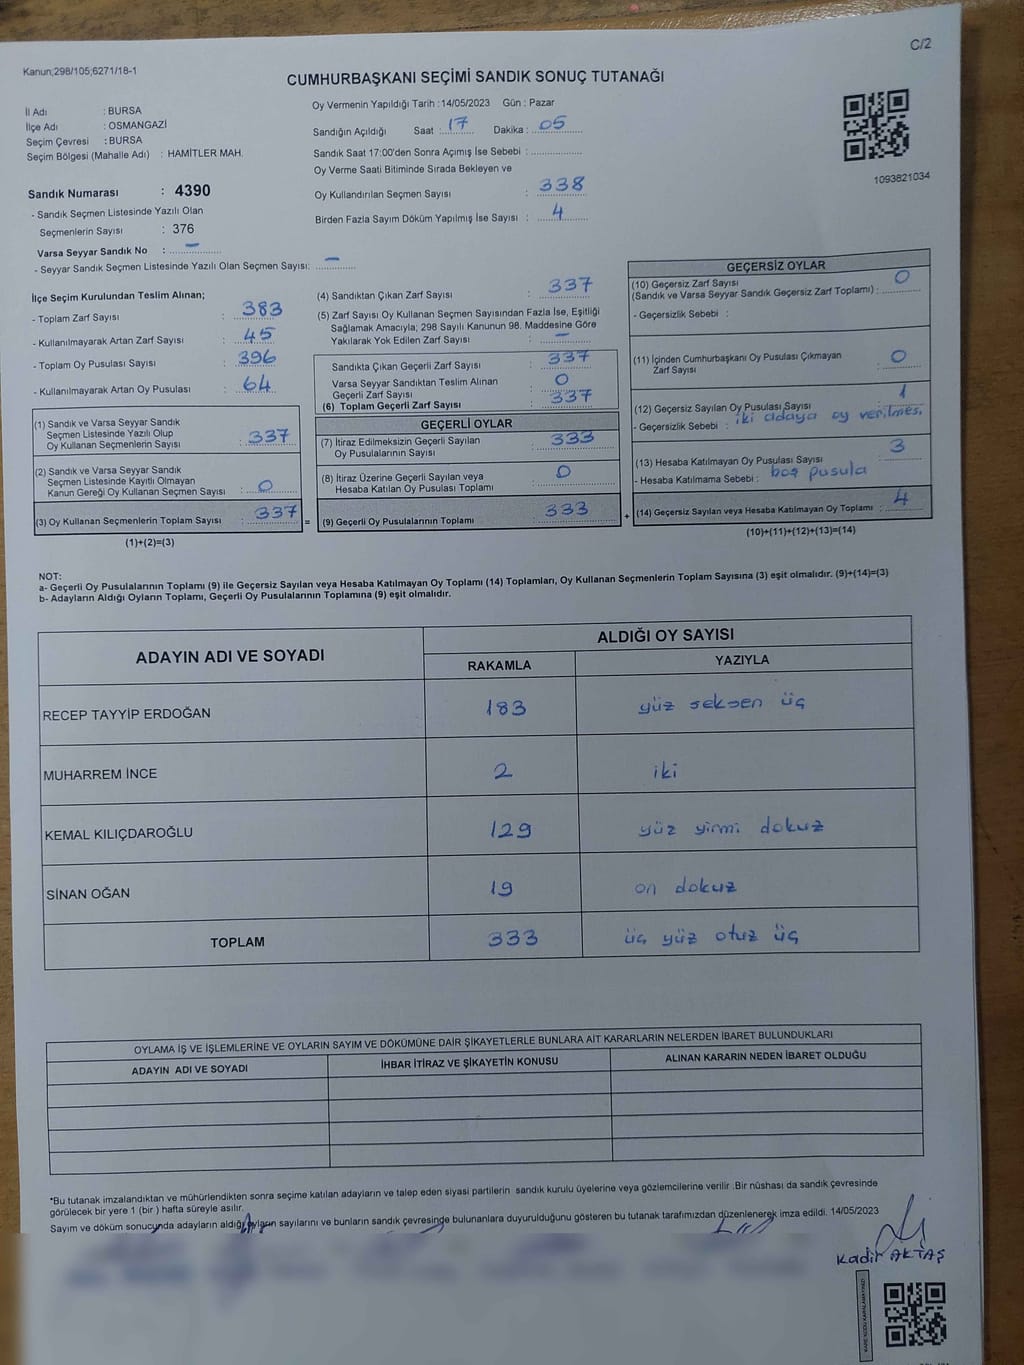 C/2
Kanun;298/105;6271/18-1
CUMHURBAŞKANI SEÇİMİ SANDIK SONUÇ TUTANAĞI
İl Adı : BURSA
İlçe Adı : OSMANGAZİ
Seçim Çevresi : BURSA
Seçim Bölgesi (Mahalle Adı) : HAMİTLER MAH.
Oy Vermenin Yapıldığı Tarih :14/05/2023 Gün : Pazar
Sandığın Açıldığı Saat : 17 Dakika : 05
Sandık Saat 17:00'den Sonra Açımış İse Sebebi :
Oy Verme Saati Bitiminde Sırada Bekleyen ve
Oy Kullandırılan Seçmen Sayısı : 338
Birden Fazla Sayım Döküm Yapılmış İse Sayısı : 4
1093821034
Sandık Numarası : 4390
- Sandık Seçmen Listesinde Yazılı Olan
Seçmenlerin Sayısı : 376
Varsa Seyyar Sandık No : –
- Seyyar Sandık Seçmen Listesinde Yazılı Olan Seçmen Sayısı: –
İlçe Seçim Kurulundan Teslim Alınan;
- Toplam Zarf Sayısı : 383
- Kullanılmayarak Artan Zarf Sayısı : 45
- Toplam Oy Pusulası Sayısı : 396
- Kullanılmayarak Artan Oy Pusulası : 64
(1) Sandık ve Varsa Seyyar Sandık
Seçmen Listesinde Yazılı Olup
Oy Kullanan Seçmenlerin Sayısı : 337
(2) Sandık ve Varsa Seyyar Sandık
Seçmen Listesinde Kayıtlı Olmayan
Kanun Gereği Oy Kullanan Seçmen Sayısı : 0
(3) Oy Kullanan Seçmenlerin Toplam Sayısı : 337
(1)+(2)=(3)
=
(4) Sandıktan Çıkan Zarf Sayısı : 337
(5) Zarf Sayısı Oy Kullanan Seçmen Sayısından Fazla İse, Eşitliği
Sağlamak Amacıyla; 298 Sayılı Kanunun 98. Maddesine Göre
Yakılarak Yok Edilen Zarf Sayısı : –
Sandıkta Çıkan Geçerli Zarf Sayısı : 337
Varsa Seyyar Sandıktan Teslim Alınan
Geçerli Zarf Sayısı : 0
(6) Toplam Geçerli Zarf Sayısı : 337
GEÇERLİ OYLAR
(7) İtiraz Edilmeksizin Geçerli Sayılan
Oy Pusulalarının Sayısı : 333
(8) İtiraz Üzerine Geçerli Sayılan veya
Hesaba Katılan Oy Pusulası Toplamı : 0
(9) Geçerli Oy Pusulalarının Toplamı : 333
+
GEÇERSİZ OYLAR
(10) Geçersiz Zarf Sayısı
(Sandık ve Varsa Seyyar Sandık Geçersiz Zarf Toplamı) : 0
- Geçersizlik Sebebi :
(11) İçinden Cumhurbaşkanı Oy Pusulası Çıkmayan
Zarf Sayısı : 0
(12) Geçersiz Sayılan Oy Pusulası Sayısı : 1
- Geçersizlik Sebebi : iki adaya oy verilmesi
(13) Hesaba Katılmayan Oy Pusulası Sayısı : 3
- Hesaba Katılmama Sebebi : boş pusula
(14) Geçersiz Sayılan veya Hesaba Katılmayan Oy Toplamı : 4
(10)+(11)+(12)+(13)=(14)
NOT:
a- Geçerli Oy Pusulalarının Toplamı (9) ile Geçersiz Sayılan veya Hesaba Katılmayan Oy Toplamı (14) Toplamları, Oy Kullanan Seçmenlerin Toplam Sayısına (3) eşit olmalıdır. (9)+(14)=(3)
b- Adayların Aldığı Oyların Toplamı, Geçerli Oy Pusulalarının Toplamına (9) eşit olmalıdır.
ADAYIN ADI VE SOYADI
ALDIĞI OY SAYISI
RAKAMLA YAZIYLA
RECEP TAYYİP ERDOĞAN 183 yüz seksen üç
MUHARREM İNCE 2 iki
KEMAL KILIÇDAROĞLU 129 yüz yirmi dokuz
SİNAN OĞAN 19 on dokuz
TOPLAM 333 üç yüz otuz üç
OYLAMA İŞ VE İŞLEMLERİNE VE OYLARIN SAYIM VE DÖKÜMÜNE DAİR ŞİKAYETLERLE BUNLARA AİT KARARLARIN NELERDEN İBARET BULUNDUKLARI
ADAYIN ADI VE SOYADI İHBAR İTİRAZ VE ŞİKAYETİN KONUSU ALINAN KARARIN NEDEN İBARET OLDUĞU
*Bu tutanak imzalandıktan ve mühürlendikten sonra seçime katılan adayların ve talep eden siyasi partilerin sandık kurulu üyelerine veya gözlemcilerine verilir .Bir nüshası da sandık çevresinde
görülecek bir yere 1 (bir ) hafta süreyle asılır.
Sayım ve döküm sonucunda adayların aldığı oyların sayılarını ve bunların sandık çevresinde bulunanlara duyurulduğunu gösteren bu tutanak tarafımızdan düzenlenerek imza edildi. 14/05/2023
Kadir AKTAŞ